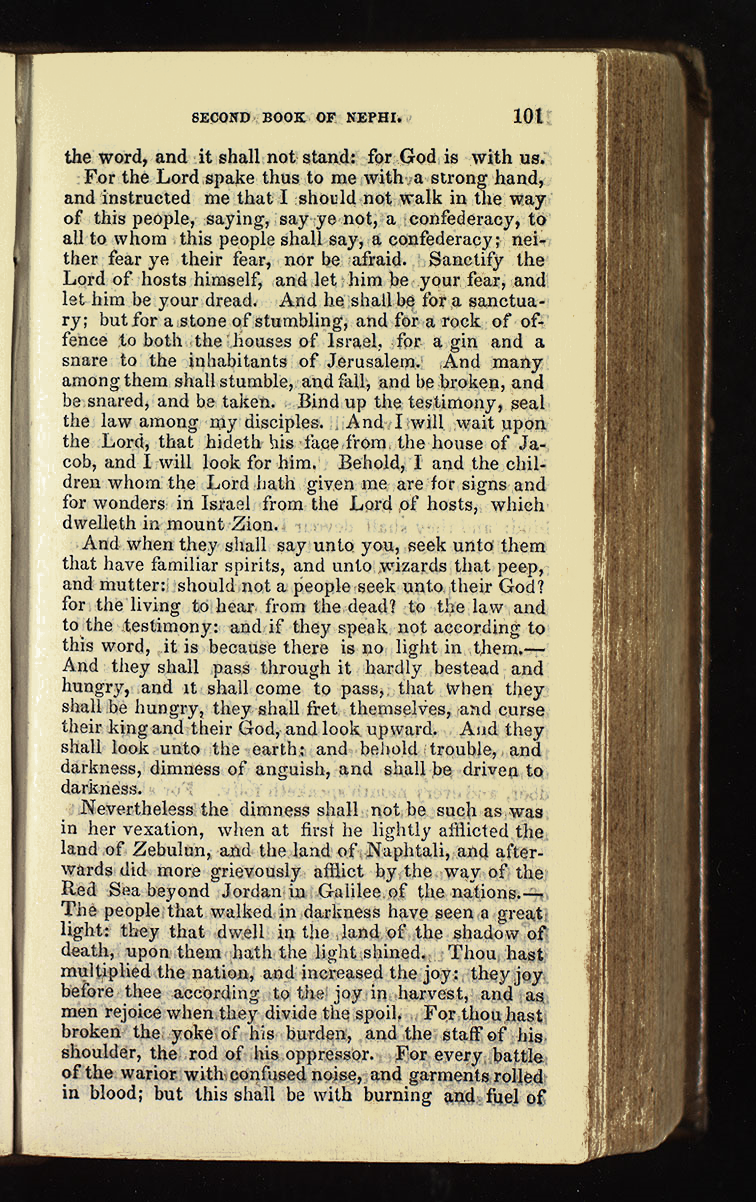 SECOND BOOK OF NEPHI. 101
the word, and it shall not stand: for God is with us.
For the Lord spake thus to me with a strong hand,
and instructed me that I should not walk in the way
of this people, saying, say ye not, a confederacy, to
all to whom this people shall say, a confederacy; nei-
ther fear ye their fear, nor be afraid. Sanctify the
Lord of hosts himself, and let him be your fear, and
let him be your dread. And he shall be for a sanctua-
ry; but for a stone of stumbling, and for a rock of of-
fence to both the houses of Israel, for a gin and a
snare to the inhabitants of Jerusalem. And many
among them shall stumble, and fall, and be broken, and
be snared, and be taken. Bind up the testimony, seal
the law among my disciples. And I will wait upon
the Lord, that hideth his face from the house of Ja-
cob, and I will look for him. Behold, I and the chil-
dren whom the Lord hath given me are for signs and
for wonders in Israel from the Lord of hosts, which
dwelleth in mount Zion.
And when they shall say unto you, seek unto them
that have familiar spirits, and unto wizards that peep,
and mutter: should not a people seek unto their God?
for the living to hear from the dead? to the law and
to the testimony: and if they speak not according to
this word, it is because there is no light in them.—
And they shall pass through it hardly bestead and
hungry, and it shall come to pass, that when they
shall be hungry, they shall fret themselves, and curse
their king and their God, and look upward. And they
shall look unto the earth: and behold trouble, and
darkness, dimness of anguish, and shall be driven to
darkness.
Nevertheless the dimness shall not be such as was
in her vexation, when at first he lightly afflicted the
land of Zebulun, and the land of Naphtali, and after-
wards did more grievously afflict by the way of the
Red Sea beyond Jordan in Galilee of the nations.—
The people that walked in darkness have seen a great
light: they that dwell in the land of the shadow of
death, upon them hath the light shined. Thou hast
multiplied the nation, and increased the joy: they joy
before thee according to the joy in harvest, and as
men rejoice when they divide the spoil. For thou hast
broken the yoke of his burden, and the staff of his
shoulder, the rod of his oppressor. For every battle
of the warior with confused noise, and garments rolled
in blood; but this shall be with burning and fuel of